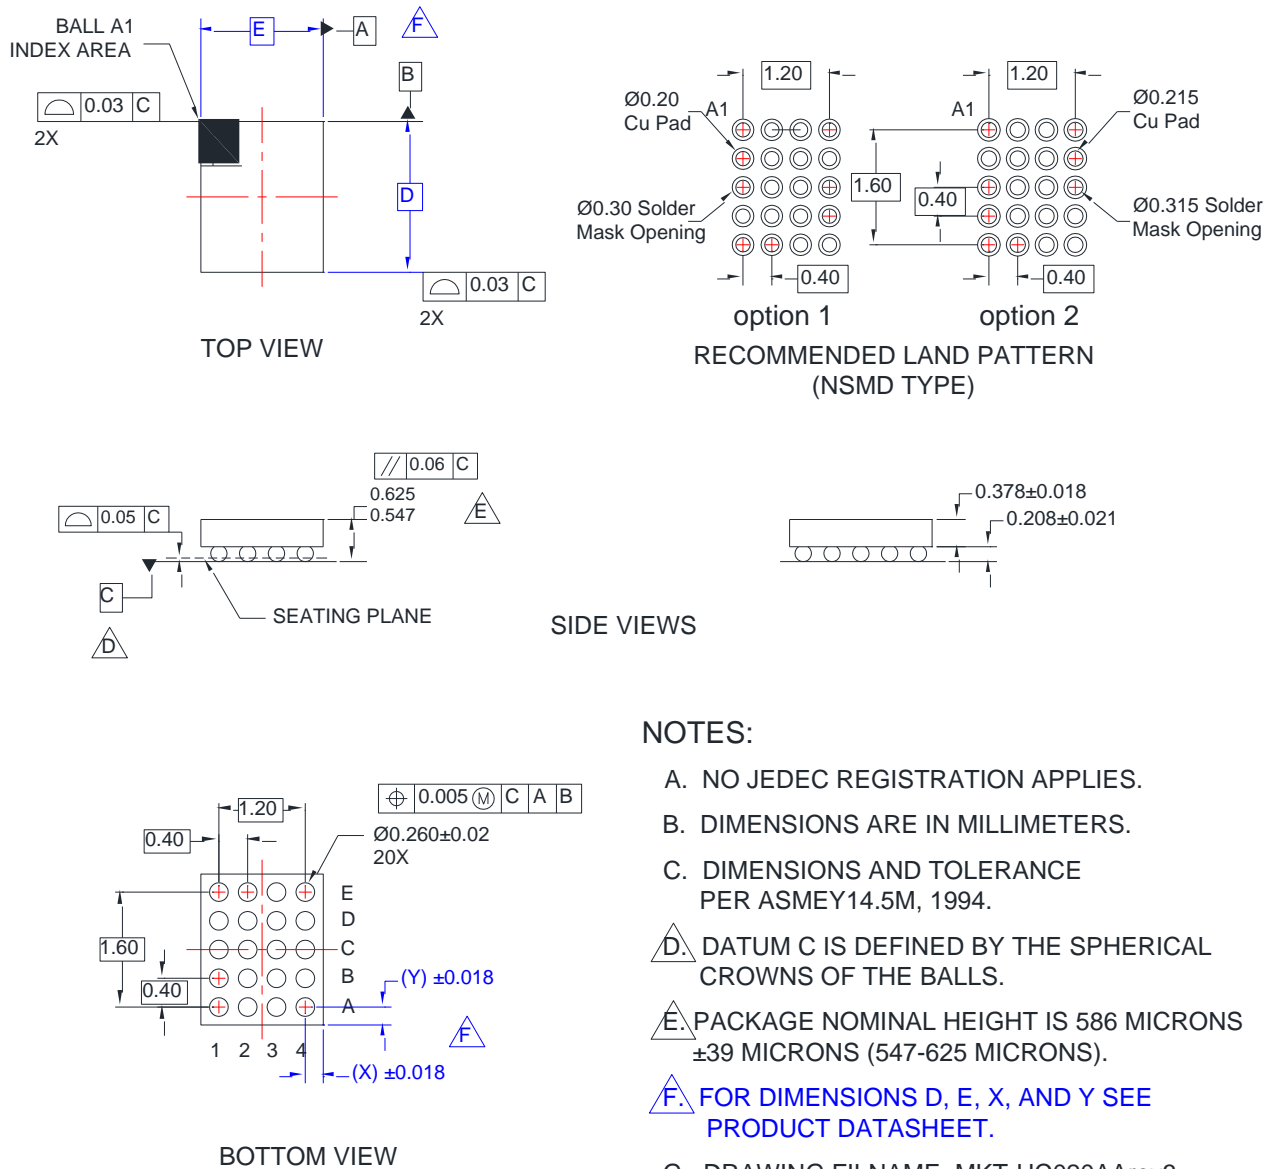 BALL A1
INDEX AREA
E
A
F
B
0.03 C
2X
D
0.03 C
2X
TOP VIEW
1.20
1.20
Ø0.20
Cu Pad
A1
A1
Ø0.215
Cu Pad
1.60
0.40
Ø0.30 Solder
Mask Opening
Ø0.315 Solder
Mask Opening
0.40
0.40
option 1
option 2
RECOMMENDED LAND PATTERN
(NSMD TYPE)
// 0.06 C
0.625
0.547
E
0.05 C
C
D
SEATING PLANE
0.378±0.018
0.208±0.021
SIDE VIEWS
1.20
0.40
0.005 Ⓜ C A B
Ø0.260±0.02
20X
E
D
C
B
A
1.60
0.40
1 2 3 4
(Y) ±0.018
F
(X) ±0.018
BOTTOM VIEW
NOTES:
A. NO JEDEC REGISTRATION APPLIES.
B. DIMENSIONS ARE IN MILLIMETERS.
C. DIMENSIONS AND TOLERANCE
PER ASMEY14.5M, 1994.
D. DATUM C IS DEFINED BY THE SPHERICAL
CROWNS OF THE BALLS.
E. PACKAGE NOMINAL HEIGHT IS 586 MICRONS
±39 MICRONS (547-625 MICRONS).
F. FOR DIMENSIONS D, E, X, AND Y SEE
PRODUCT DATASHEET.
DRAWING FILNAME